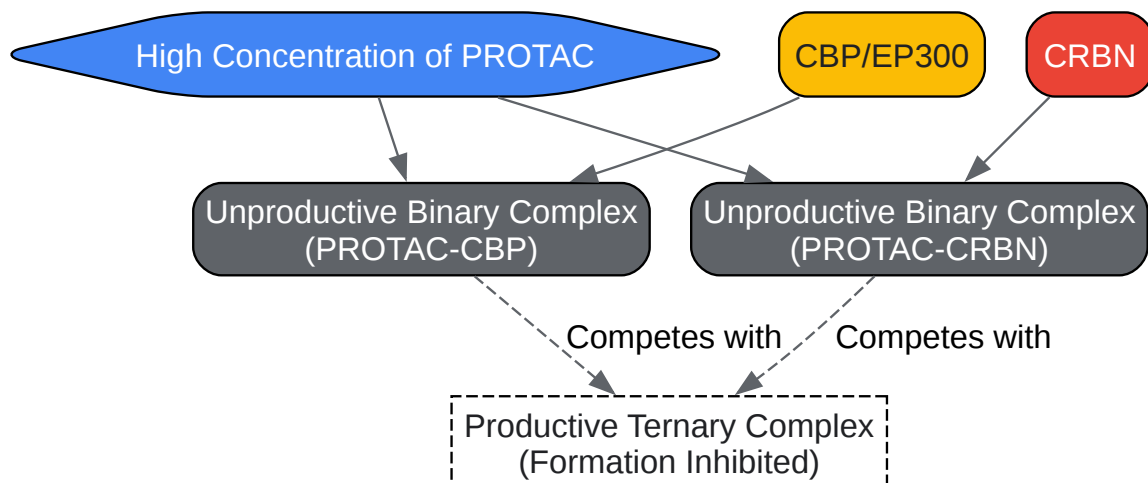 High Concentration of PROTAC
CBP/EP300
CRBN
Unproductive Binary Complex
(PROTAC-CBP)
Unproductive Binary Complex
(PROTAC-CRBN)
Competes with
Competes with
Productive Ternary Complex
(Formation Inhibited)